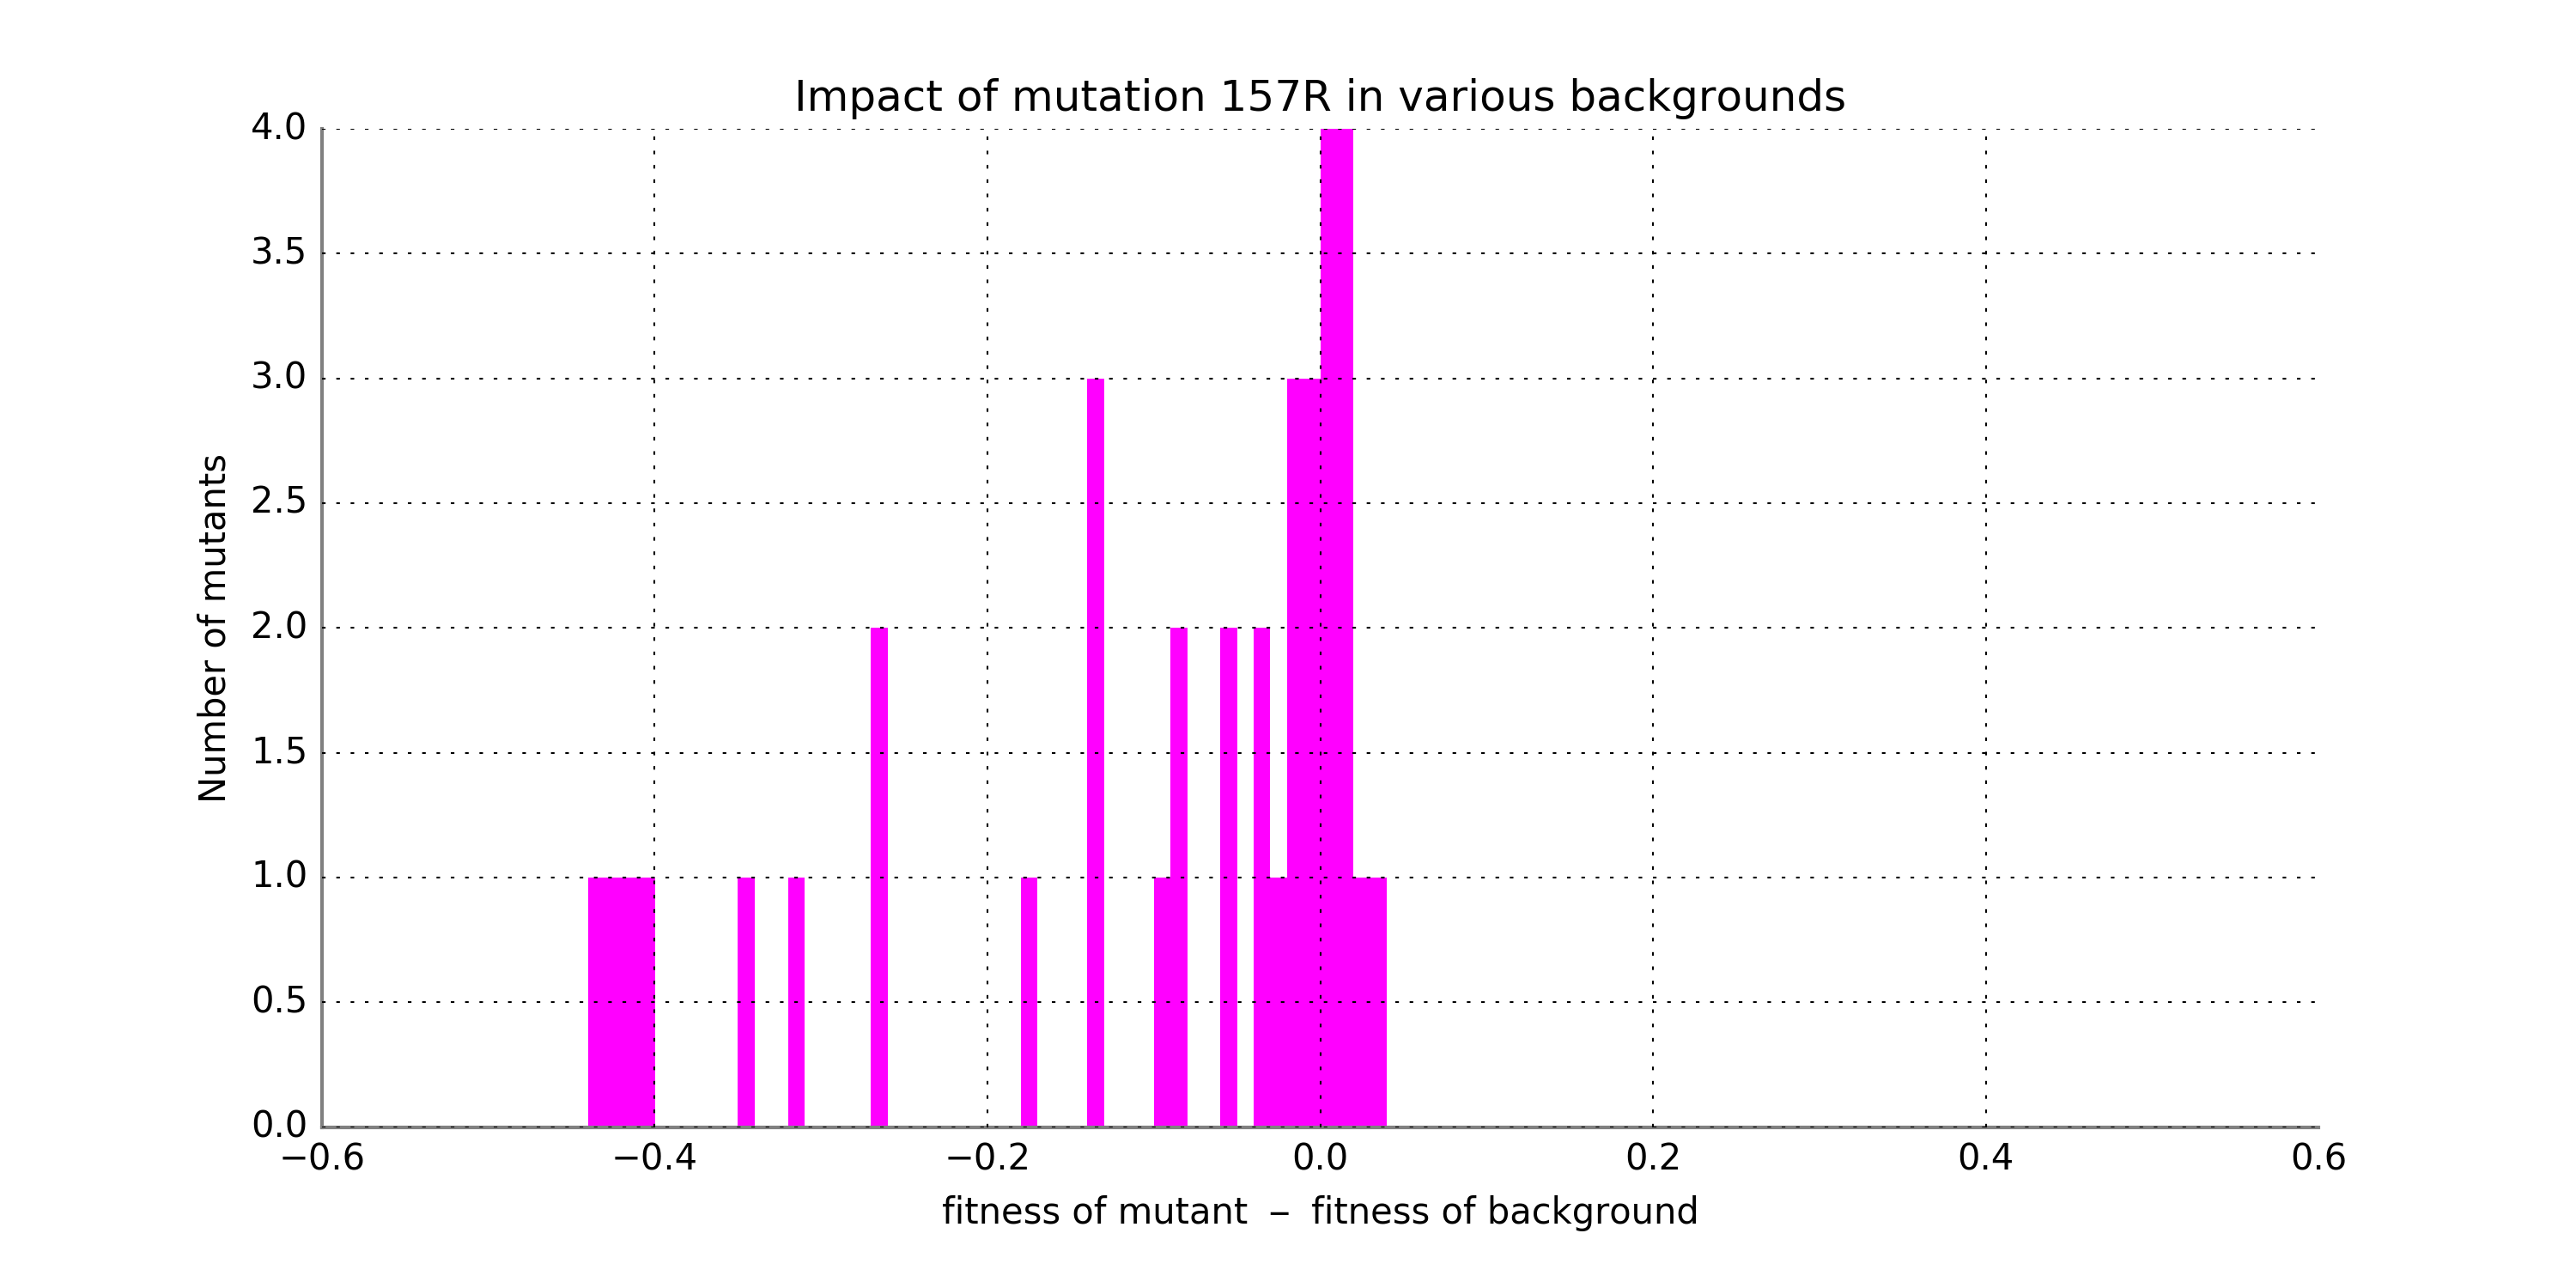 Impact of mutation 157R in various backgrounds
4.0
3.5
3.0
2.5
2.0
1.5
1.0
0.5
0.0
Number of mutants
−0.6 −0.4 −0.2 0.0 0.2 0.4 0.6
fitness of mutant − fitness of background